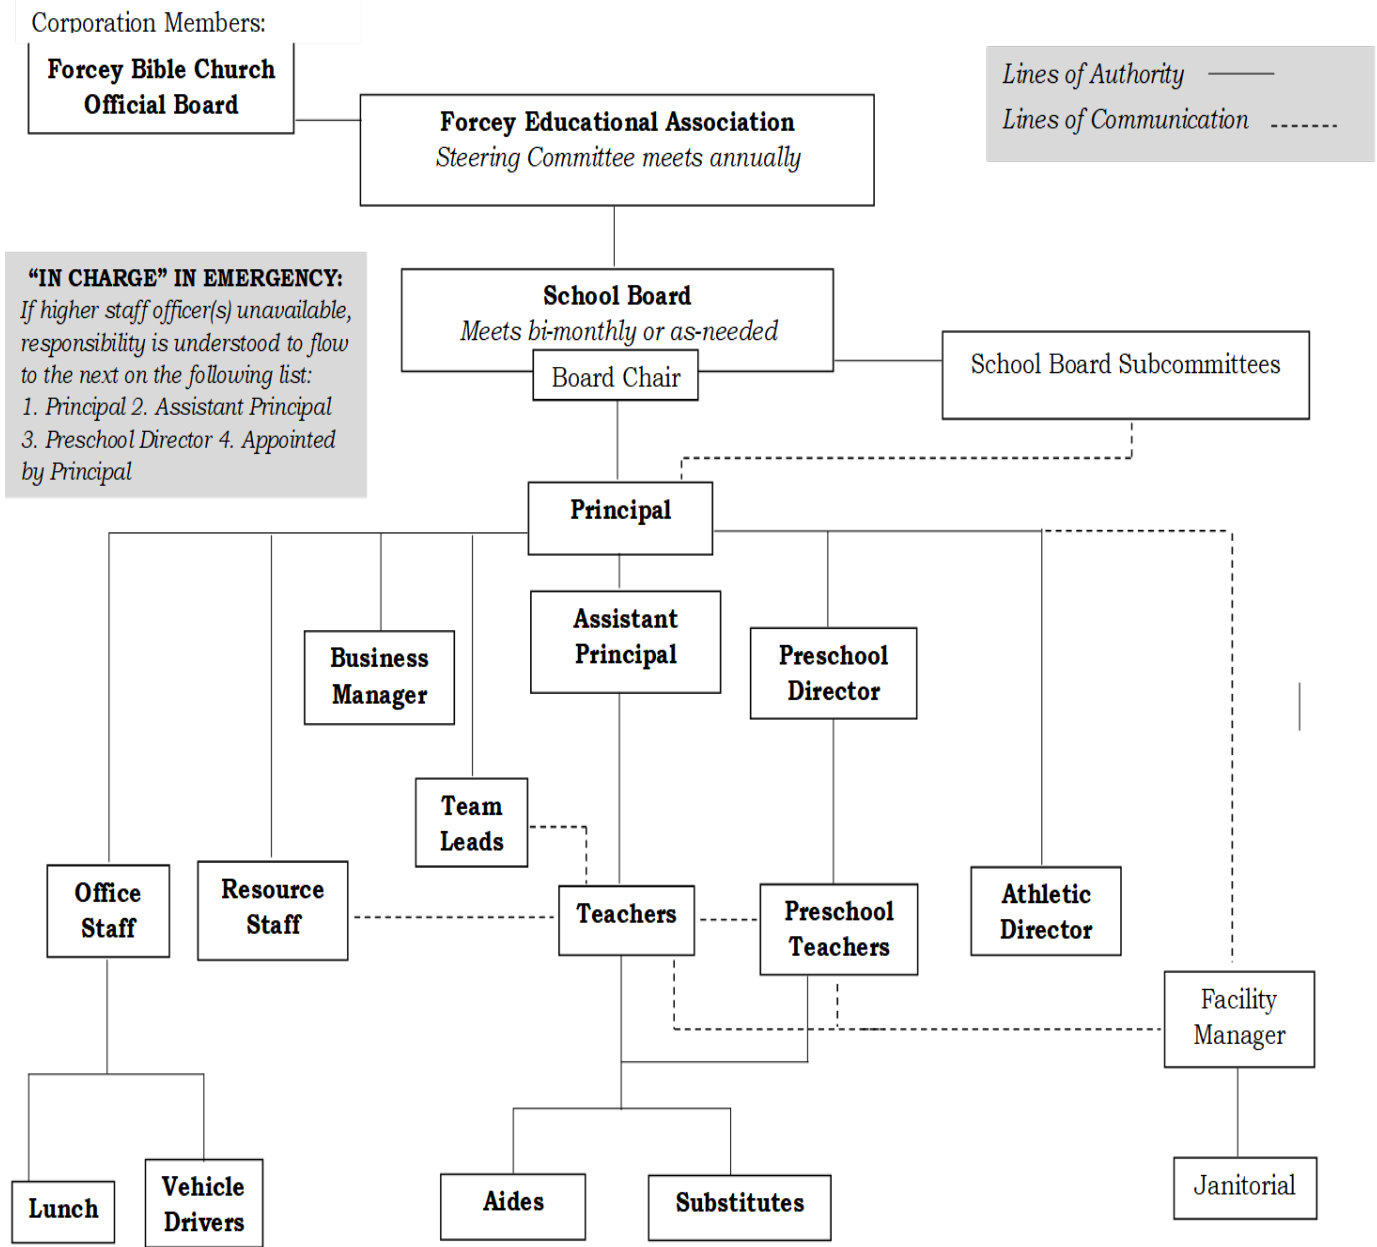 Corporation Members:
Forcey Bible Church
Official Board
Forcey Educational Association
Steering Committee meets annually
Lines of Authority
Lines of Communication
“IN CHARGE” IN EMERGENCY:
If higher staff officer(s) unavailable,
responsibility is understood to flow
to the next on the following list:
1. Principal 2. Assistant Principal
3. Preschool Director 4. Appointed
by Principal
School Board
Meets bi-monthly or as-needed
Board Chair
School Board Subcommittees
Principal
Assistant
Principal
Business
Manager
Preschool
Director
Team
Leads
Office
Staff
Resource
Staff
Teachers
Preschool
Teachers
Athletic
Director
Facility
Manager
Lunch
Vehicle
Drivers
Aides
Substitutes
Janitorial